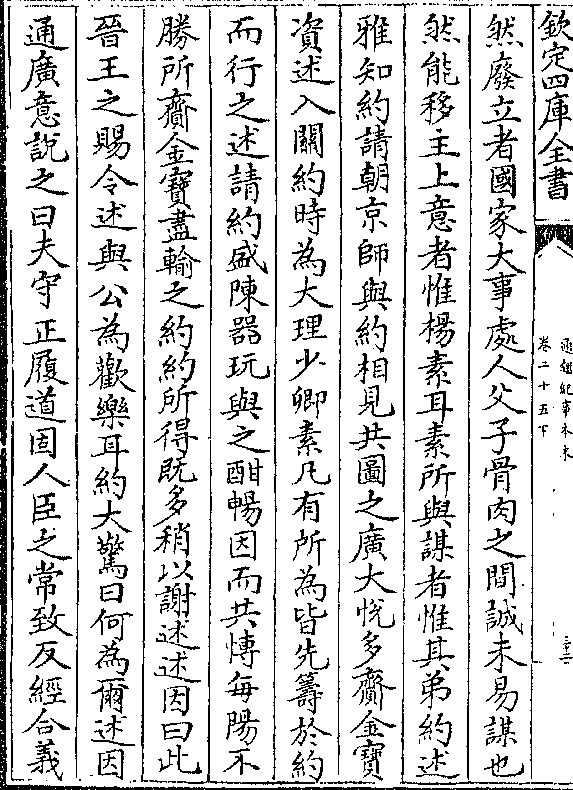 欽定四庫全書
通鑑紀事本末
卷二十五下
三十二
然廢立者國家大事處人父子骨肉之間誠未易謀也
然能移主上意者惟楊素耳素所與謀者惟其弟約述
雅知約請朝京師與約相見共圖之廣大悅多齎金寶
資述入關約時為大理少卿素凡有所為皆先籌於約
而行之述請約盛陳器玩與之酣暢因而共慱每陽不
勝所齎金寶盡輸之約約所得既多稍以謝述述因曰此
晉王之賜令述與公為歡樂耳約大驚曰何為爾述因
通廣意說之曰夫守正履道固人臣之常致反經合義